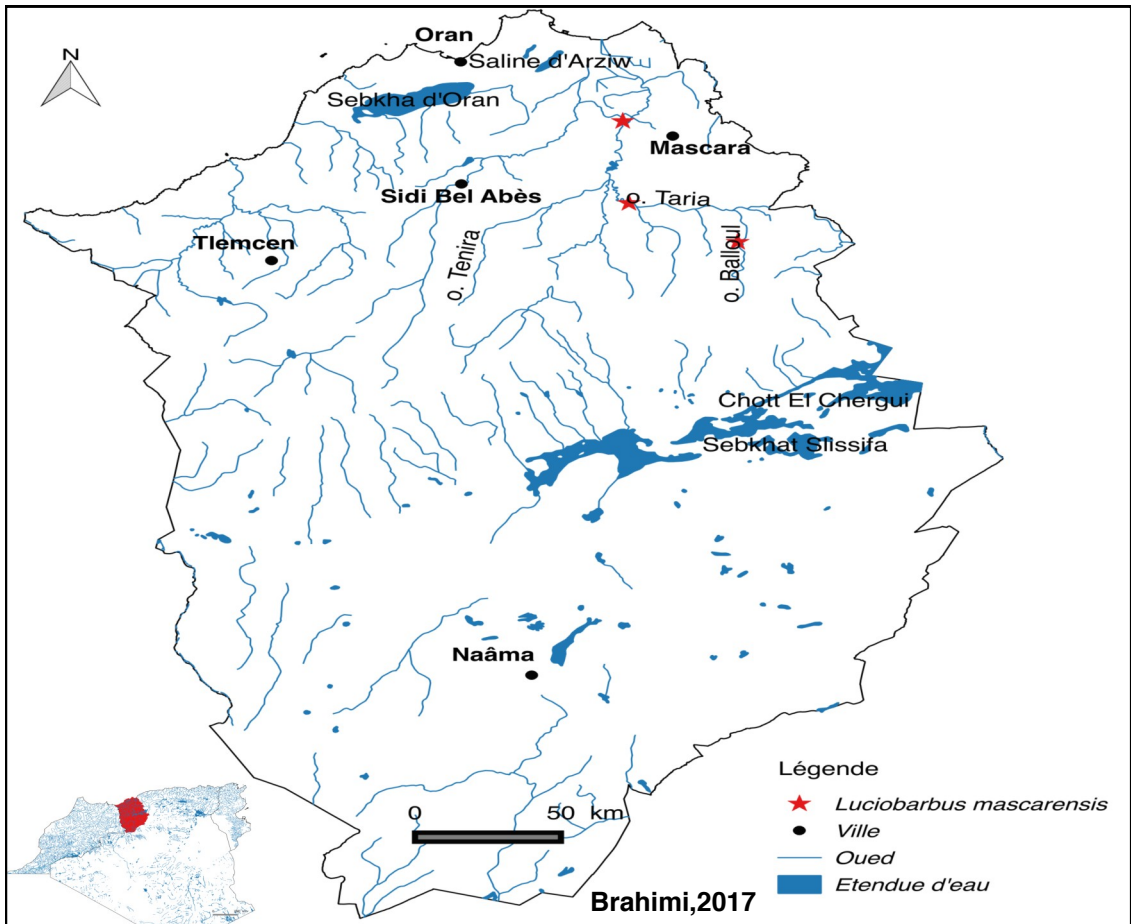 Oran
N
Saline d'Arziw
Sebkha d'Oran
Mascara
Sidi Bel Abès
o. Taria
Tlemcen
o. Tenira
o. Balloul
Chott El Chergui
Sebkhat Slissifa
Naâma
Légende
Luciobarbus mascarensis
0 50 km
Ville
Oued
Etendue d'eau
Brahimi,2017